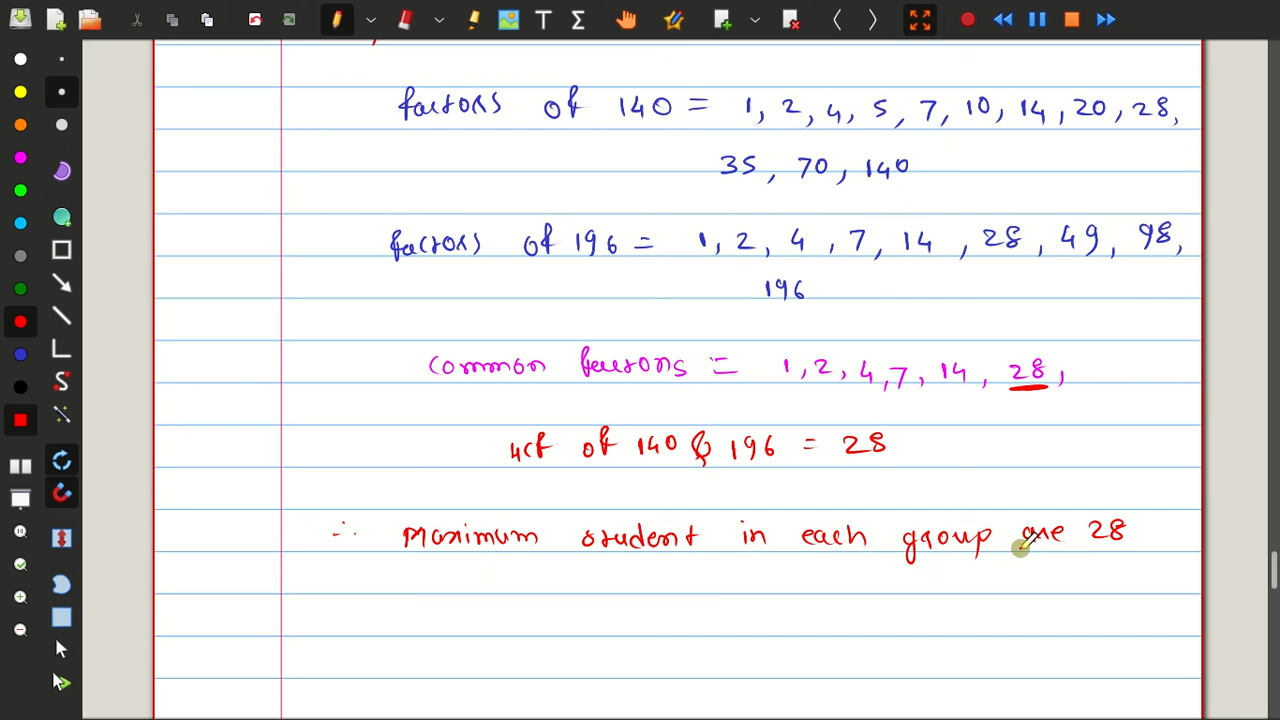 factors of 140 = 1, 2, 4, 5, 7, 10, 14, 20, 28,
35, 70, 140
factors of 196 = 1, 2, 4, 7, 14, 28, 49, 98,
196
common factors = 1, 2, 4, 7, 14, 28,
HCF of 140 & 196 = 28
∴ Maximum student in each group are 28